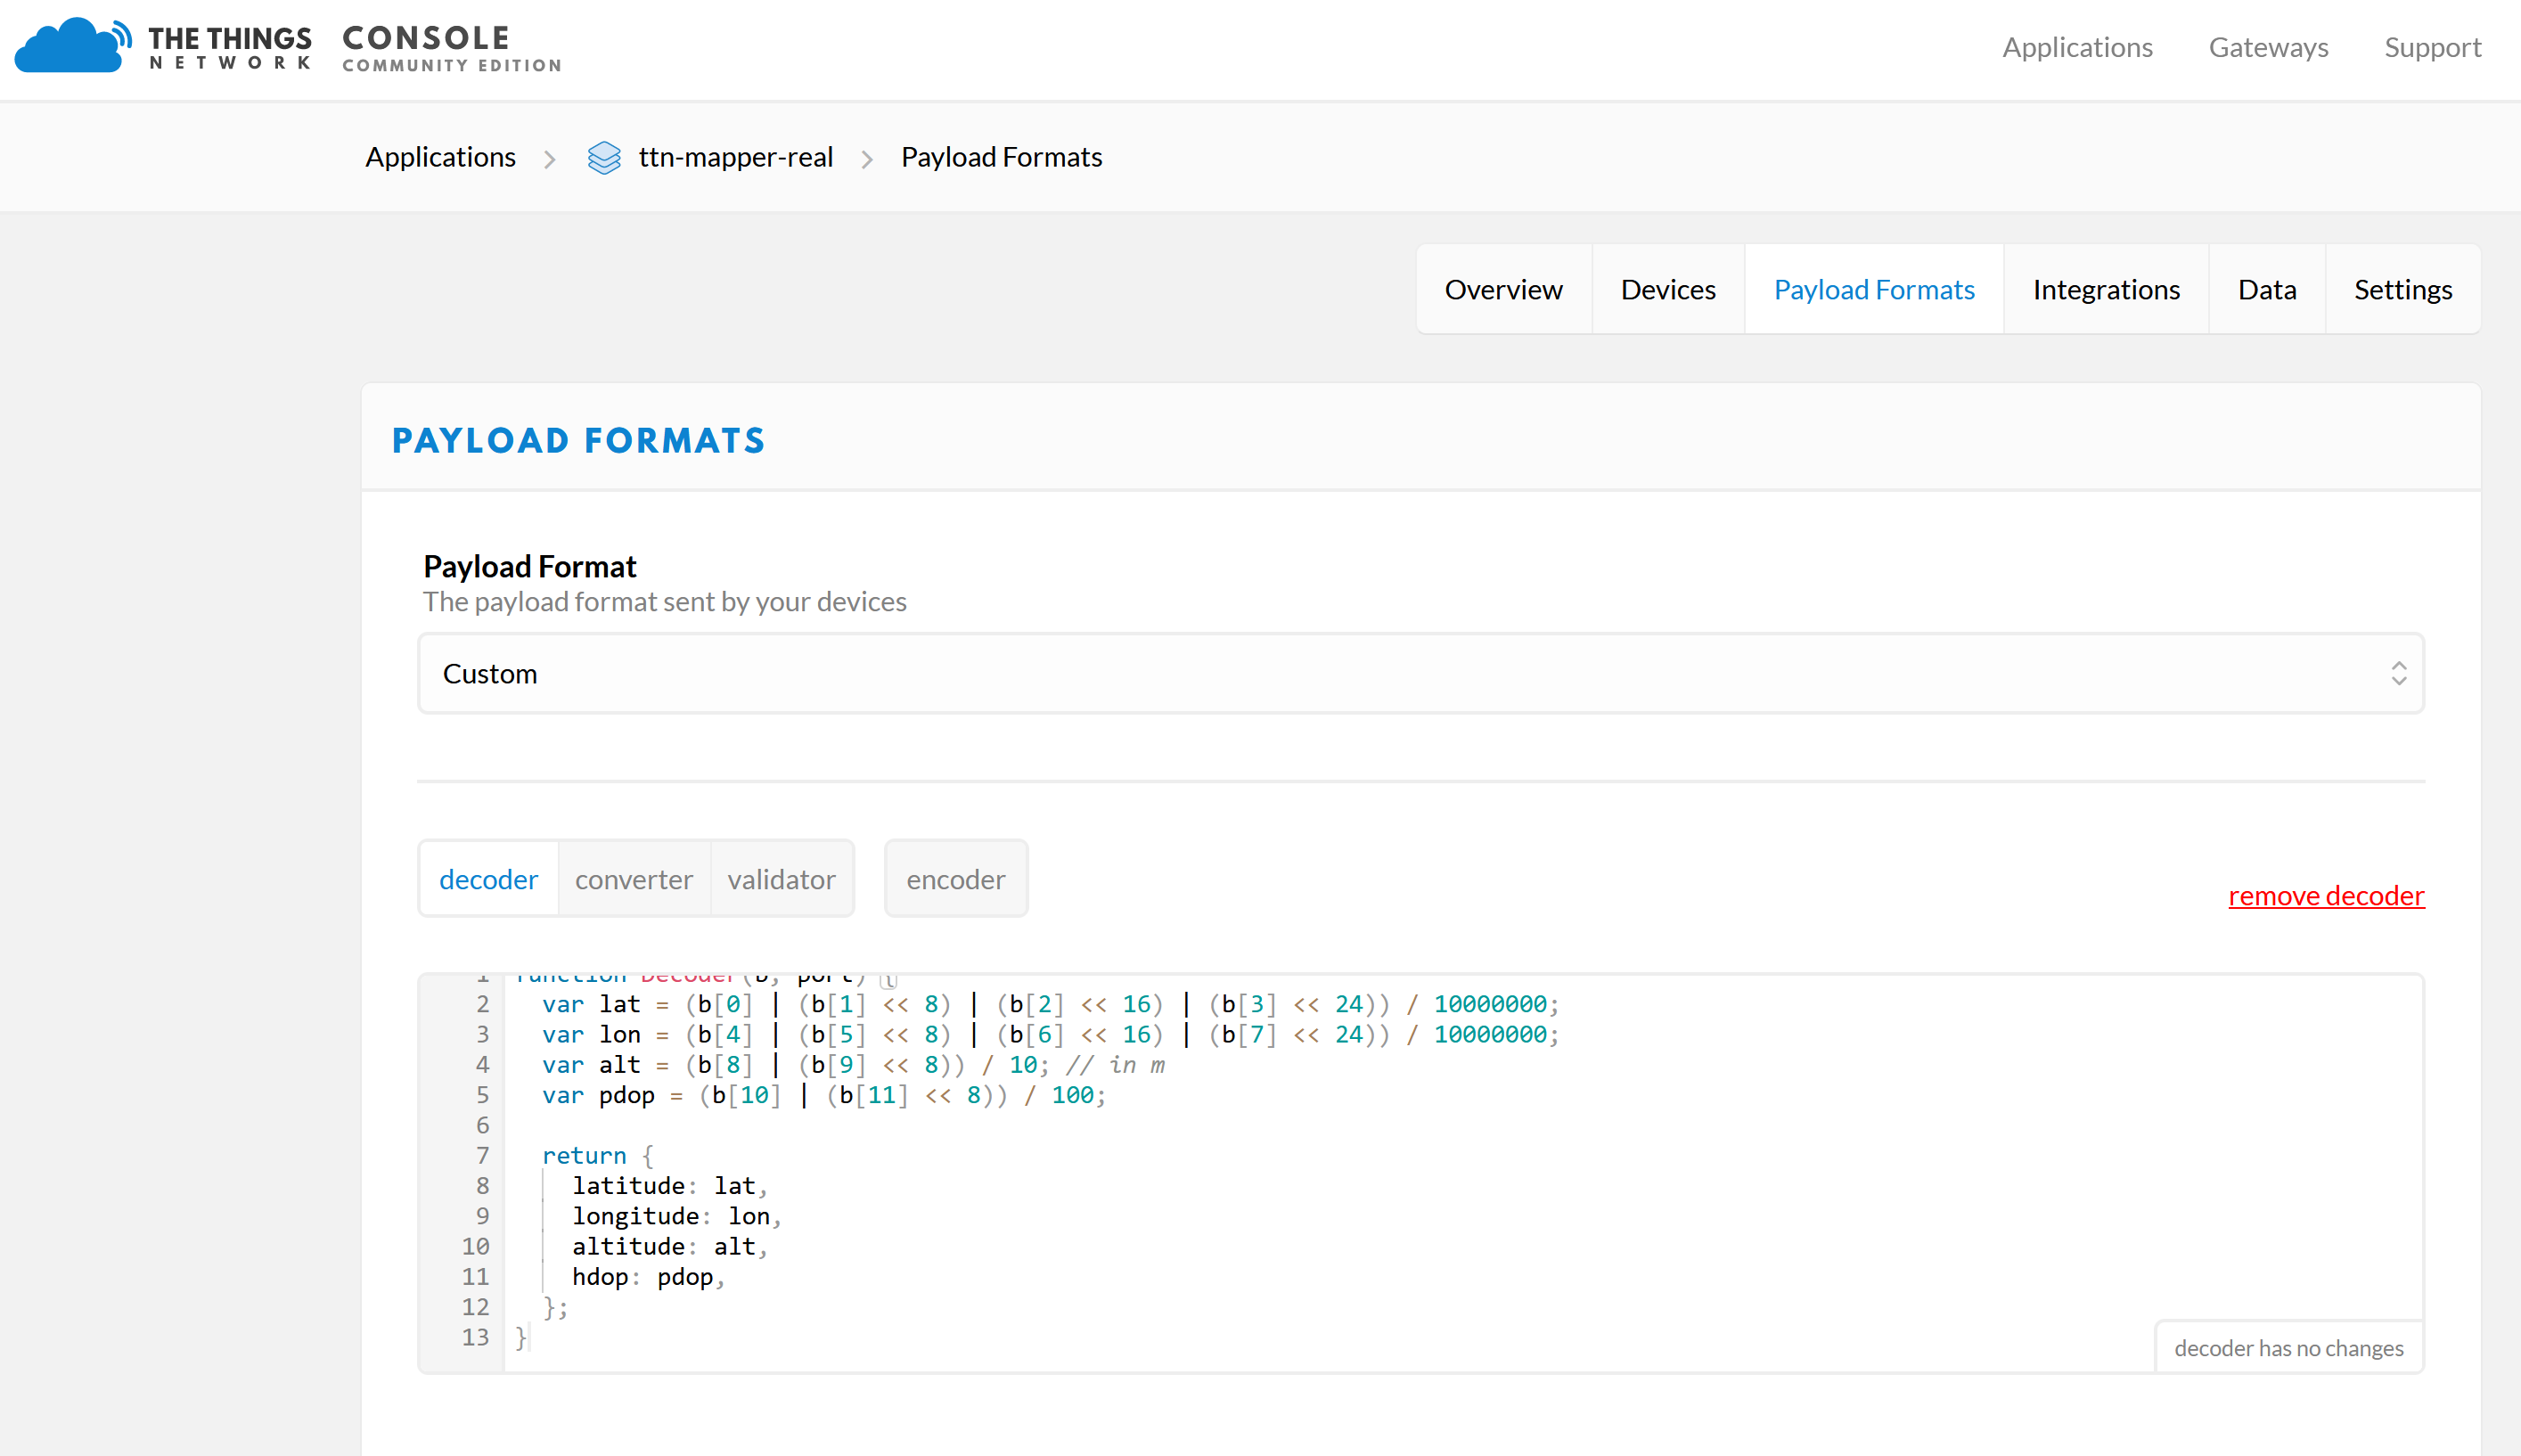 THE THINGS
NETWORK
CONSOLE
COMMUNITY EDITION
Applications Gateways Support
Applications ttn-mapper-real Payload Formats
Overview Devices Payload Formats Integrations Data Settings
PAYLOAD FORMATS
Payload Format
The payload format sent by your devices
Custom
decoder converter validator encoder
remove decoder
1 function Decoder(b, port) {
2 var lat = (b[0] | (b[1] << 8) | (b[2] << 16) | (b[3] << 24)) / 10000000;
3 var lon = (b[4] | (b[5] << 8) | (b[6] << 16) | (b[7] << 24)) / 10000000;
4 var alt = (b[8] | (b[9] << 8)) / 10; // in m
5 var pdop = (b[10] | (b[11] << 8)) / 100;
6
7 return {
8 latitude: lat,
9 longitude: lon,
10 altitude: alt,
11 hdop: pdop,
12 };
13 }
decoder has no changes